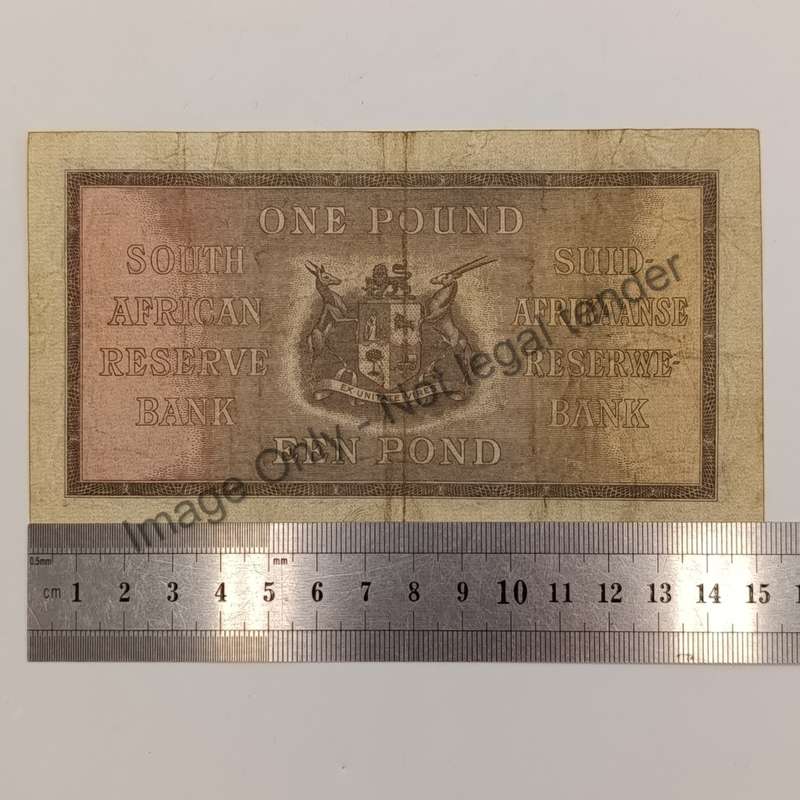 ONE POUND
SOUTH
AFRICAN
RESERVE
BANK
SUID-
AFRIKAANSE
RESERWE-
BANK
EX UNITATE VIRES
EEN POND
Image Only - Not legal tender
0.5mm
mm
cm 1 2 3 4 5 6 7 8 9 10 11 12 13 14 15